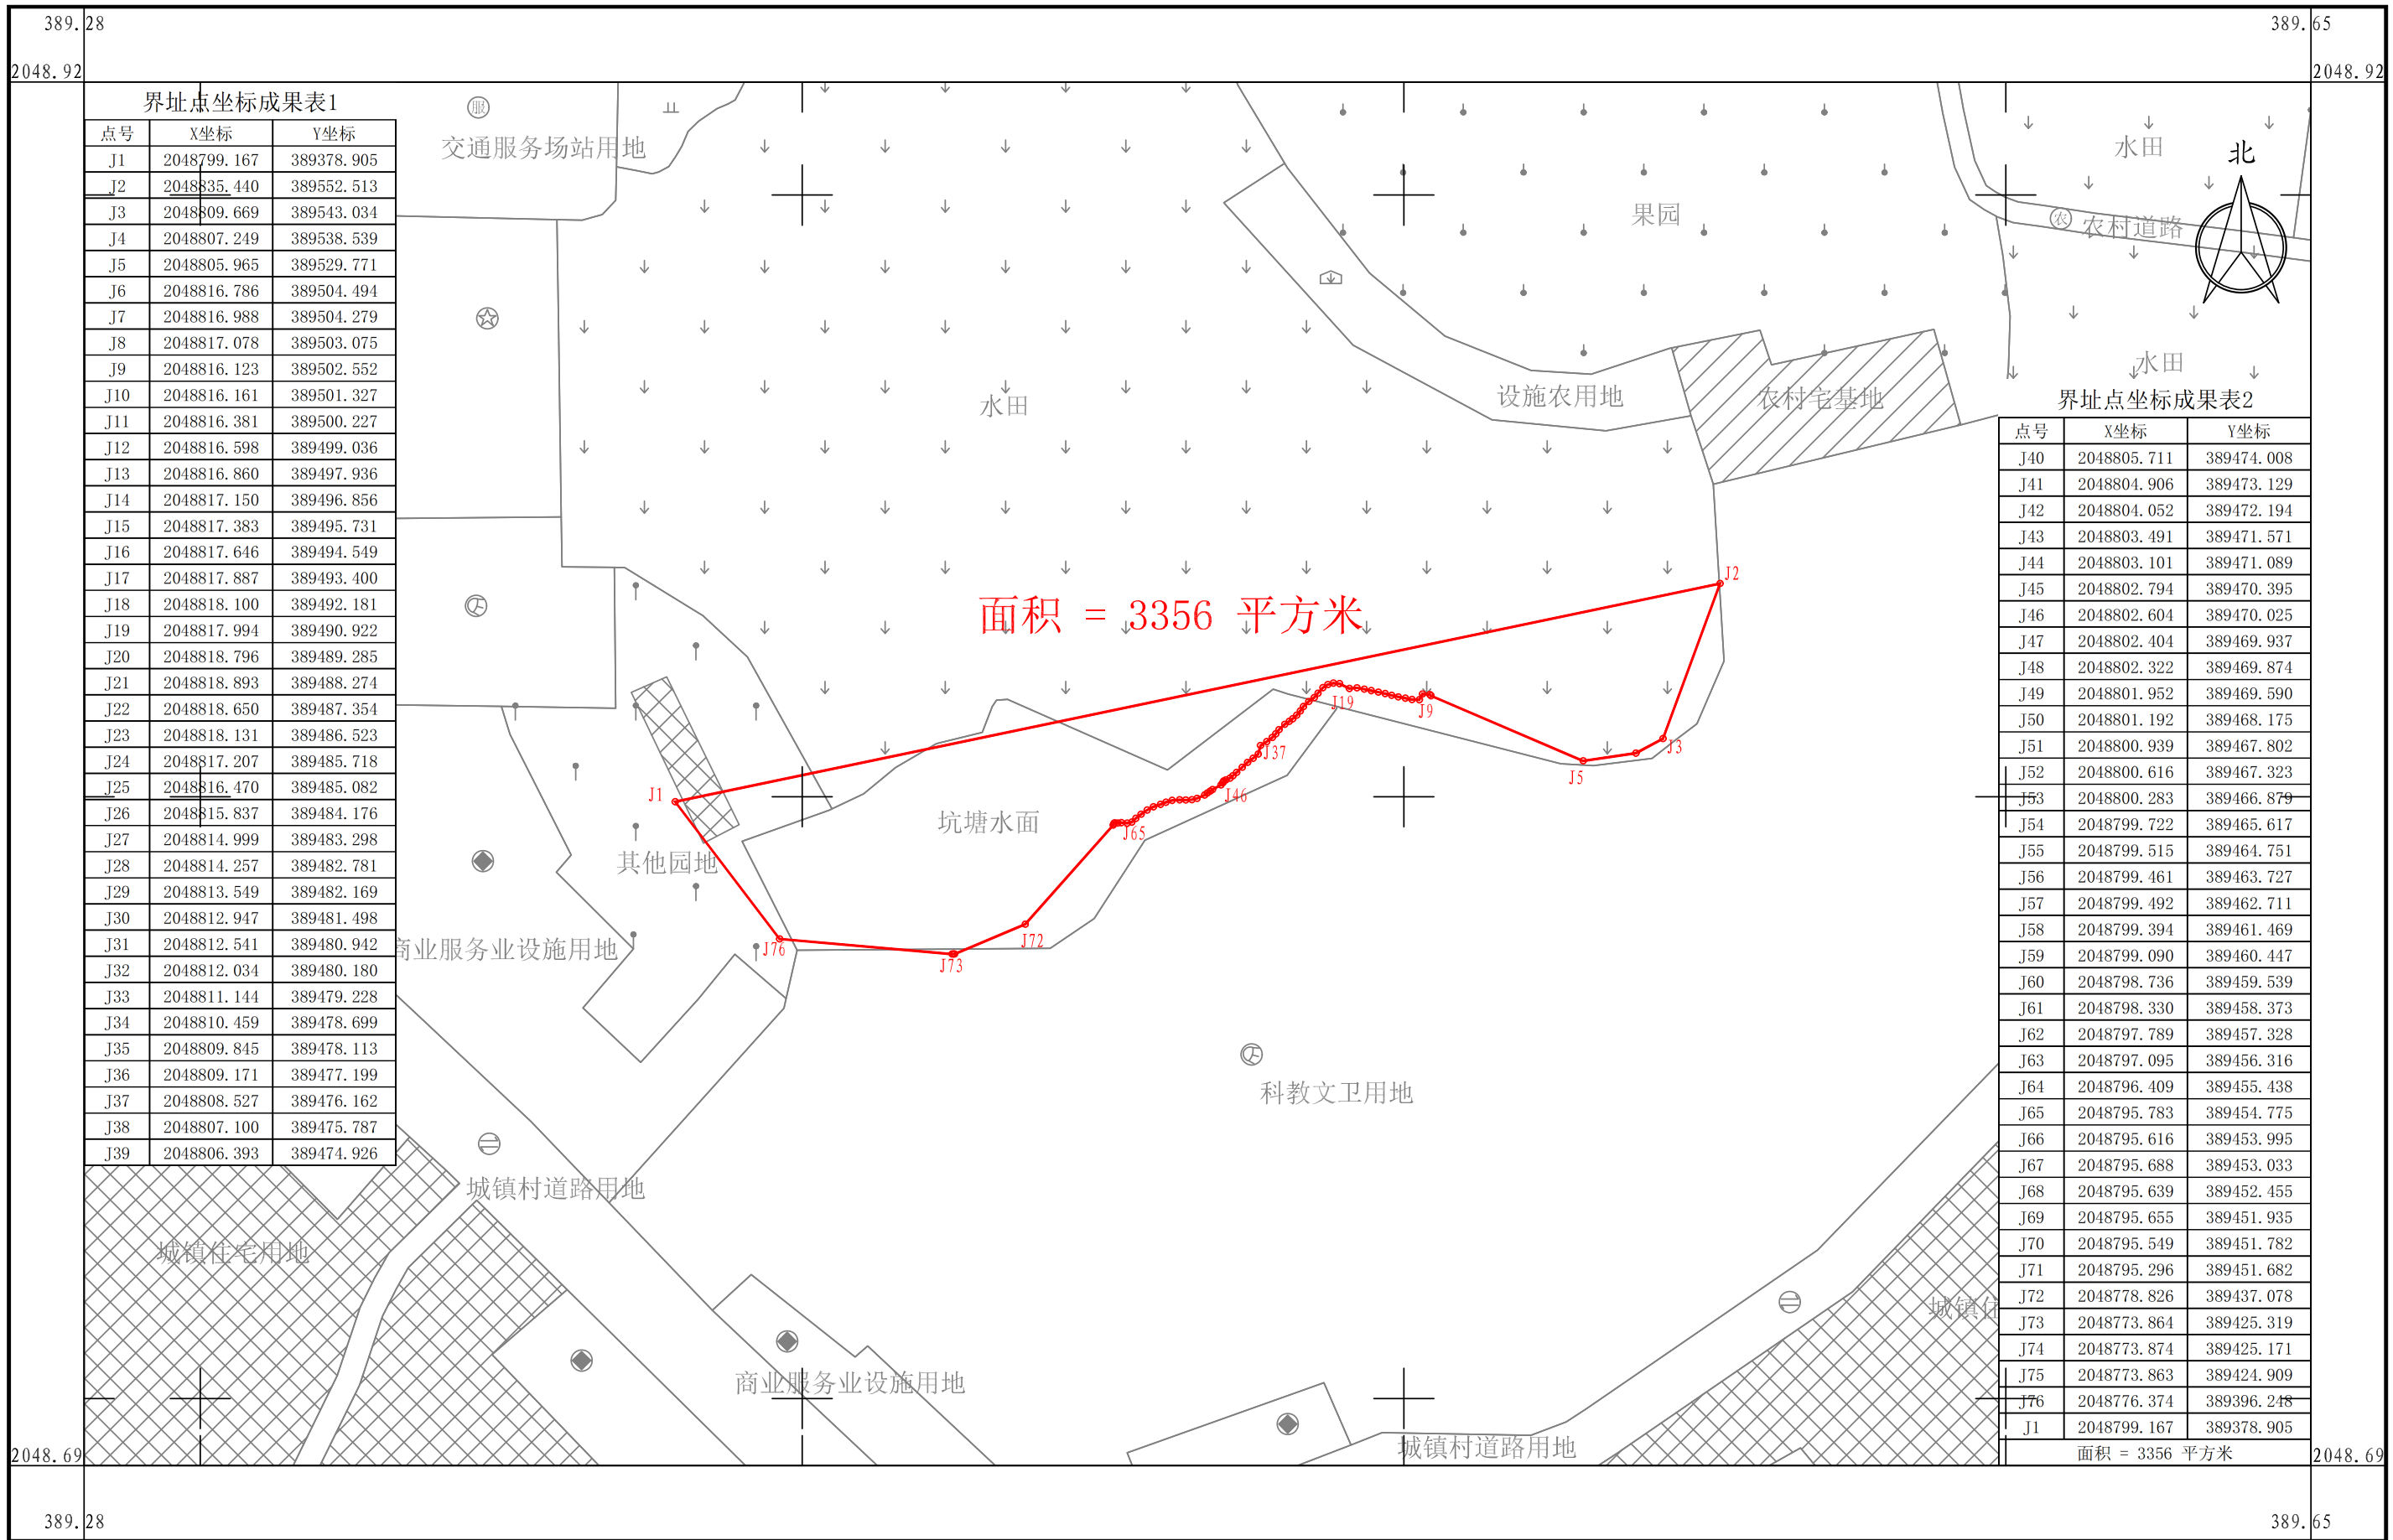 389.28
389.65
2048.92
2048.92
界址点坐标成果表1
点号 X坐标 Y坐标
J1 2048799.167 389378.905
J2 2048835.440 389552.513
J3 2048809.669 389543.034
J4 2048807.249 389538.539
J5 2048805.965 389529.771
J6 2048816.786 389504.494
J7 2048816.988 389504.279
J8 2048817.078 389503.075
J9 2048816.123 389502.552
J10 2048816.161 389501.327
J11 2048816.381 389500.227
J12 2048816.598 389499.036
J13 2048816.860 389497.936
J14 2048817.150 389496.856
J15 2048817.383 389495.731
J16 2048817.646 389494.549
J17 2048817.887 389493.400
J18 2048818.100 389492.181
J19 2048817.994 389490.922
J20 2048818.796 389489.285
J21 2048818.893 389488.274
J22 2048818.650 389487.354
J23 2048818.131 389486.523
J24 2048817.207 389485.718
J25 2048816.470 389485.082
J26 2048815.837 389484.176
J27 2048814.999 389483.298
J28 2048814.257 389482.781
J29 2048813.549 389482.169
J30 2048812.947 389481.498
J31 2048812.541 389480.942
J32 2048812.034 389480.180
J33 2048811.144 389479.228
J34 2048810.459 389478.699
J35 2048809.845 389478.113
J36 2048809.171 389477.199
J37 2048808.527 389476.162
J38 2048807.100 389475.787
J39 2048806.393 389474.926
服
交通服务场站用地
水田
北
果园
农
农村道路
水田
水田
设施农用地
农村宅基地
面积 = 3356 平方米
J2
J19
J9
J37
J3
J5
J1
J46
J65
坑塘水面
其他园地
J72
J76
J73
商业服务业设施用地
科教文卫用地
城镇村道路用地
城镇住宅用地
城镇住
商业服务业设施用地
城镇村道路用地
界址点坐标成果表2
点号 X坐标 Y坐标
J40 2048805.711 389474.008
J41 2048804.906 389473.129
J42 2048804.052 389472.194
J43 2048803.491 389471.571
J44 2048803.101 389471.089
J45 2048802.794 389470.395
J46 2048802.604 389470.025
J47 2048802.404 389469.937
J48 2048802.322 389469.874
J49 2048801.952 389469.590
J50 2048801.192 389468.175
J51 2048800.939 389467.802
J52 2048800.616 389467.323
J53 2048800.283 389466.879
J54 2048799.722 389465.617
J55 2048799.515 389464.751
J56 2048799.461 389463.727
J57 2048799.492 389462.711
J58 2048799.394 389461.469
J59 2048799.090 389460.447
J60 2048798.736 389459.539
J61 2048798.330 389458.373
J62 2048797.789 389457.328
J63 2048797.095 389456.316
J64 2048796.409 389455.438
J65 2048795.783 389454.775
J66 2048795.616 389453.995
J67 2048795.688 389453.033
J68 2048795.639 389452.455
J69 2048795.655 389451.935
J70 2048795.549 389451.782
J71 2048795.296 389451.682
J72 2048778.826 389437.078
J73 2048773.864 389425.319
J74 2048773.874 389425.171
J75 2048773.863 389424.909
J76 2048776.374 389396.248
J1 2048799.167 389378.905
面积 = 3356 平方米
2048.69
2048.69
389.28
389.65